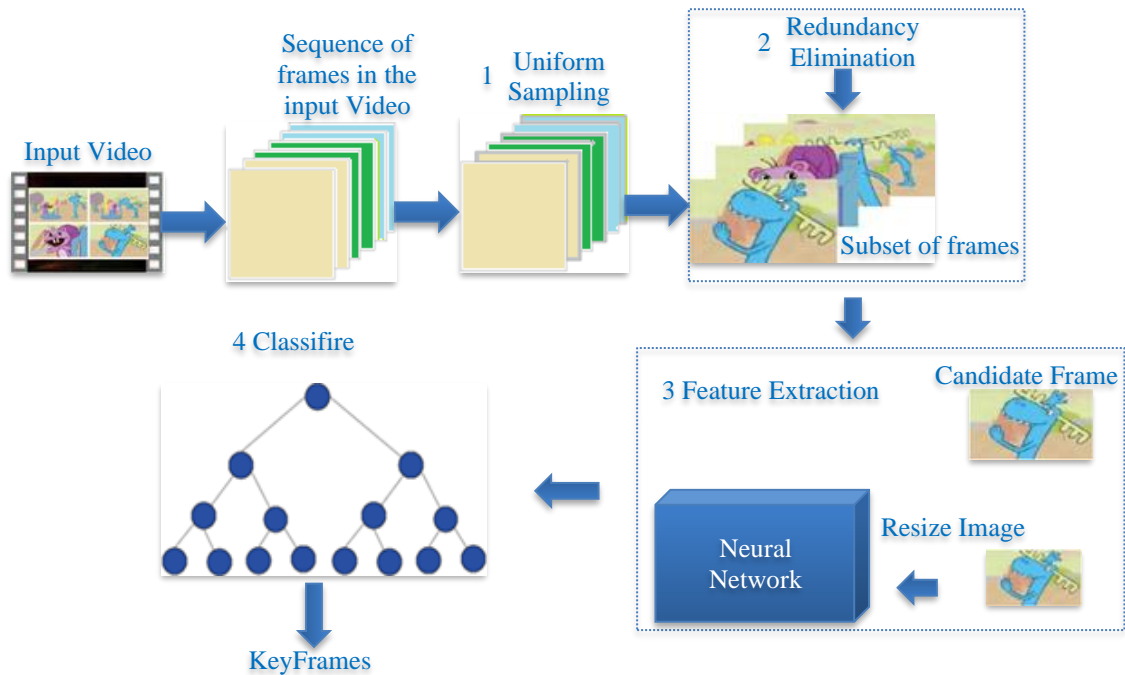 Input Video
Sequence of
frames in the
input Video
1
Uniform
Sampling
2
Redundancy
Elimination
Subset of frames
3 Feature Extraction
Candidate Frame
Resize Image
Neural
Network
4 Classifire
KeyFrames